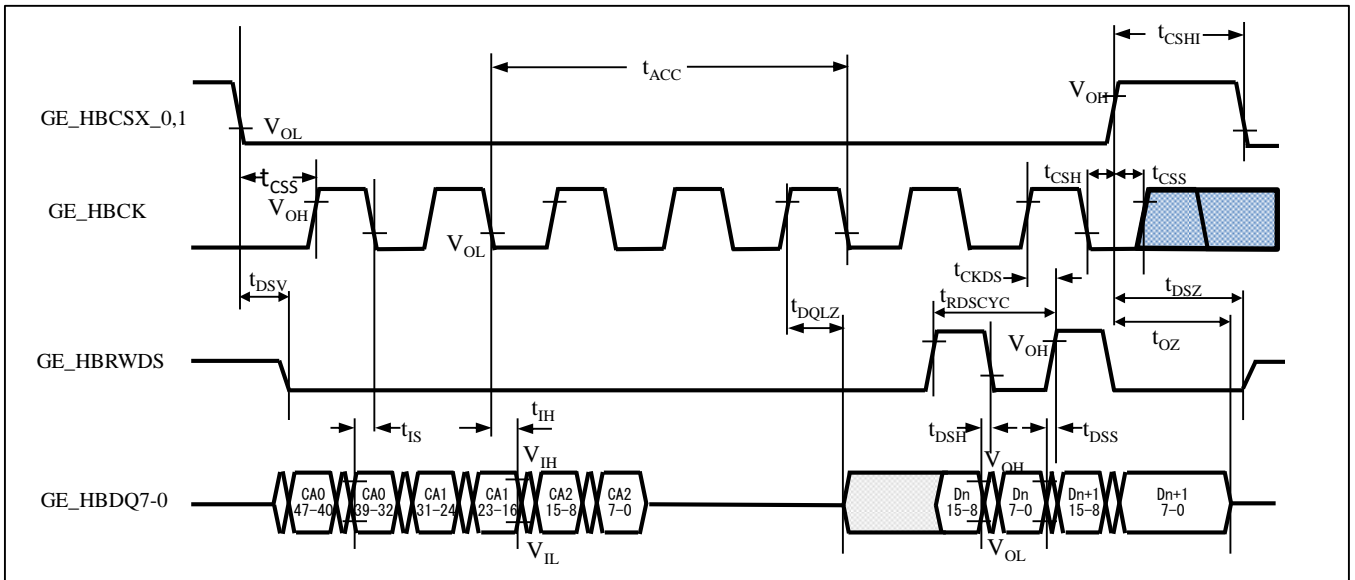 tCSHI
tACC
VOH
GE_HBCSX_0,1
VOL
tCSS
tCSH
tCSS
VOH
GE_HBCK
VOL
tCKDS
tDSV
tDSZ
tRDSCYC
tDQLZ
tOZ
VOH
GE_HBRWDS
tIH
tIS
tDSH
tDSS
VIH
VOH
GE_HBDQ7-0
CA0 47-40
CA0 39-32
CA1 31-24
CA1 23-16
CA2 15-8
CA2 7-0
Dn 15-8
Dn 7-0
Dn+1 15-8
Dn+1 7-0
VIL
VOL